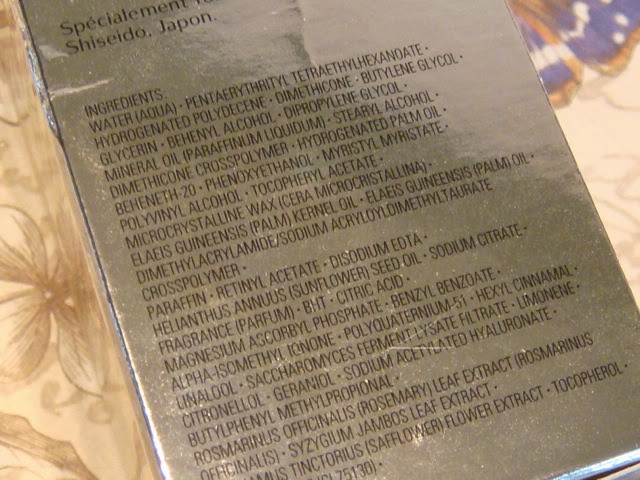 Spécialement
Shiseido, Japon.
INGREDIENTS
WATER (AQUA) · PENTAERYTHRITYL TETRAETHYLHEXANOATE ·
HYDROGENATED POLYDECENE · DIMETHICONE · BUTYLENE GLYCOL ·
GLYCERIN · BEHENYL ALCOHOL · DIPROPYLENE GLYCOL ·
MINERAL OIL (PARAFFINUM LIQUIDUM) · STEARYL ALCOHOL ·
DIMETHICONE CROSSPOLYMER · HYDROGENATED PALM OIL ·
BEHENETH-20 · PHENOXYETHANOL · MYRISTYL MYRISTATE ·
POLYVINYL ALCOHOL · TOCOPHERYL ACETATE ·
MICROCRYSTALLINE WAX (CERA MICROCRISTALLINA) ·
ELAEIS GUINEENSIS (PALM) KERNEL OIL · ELAEIS GUINEENSIS (PALM) OIL ·
DIMETHYLACRYLAMIDE/SODIUM ACRYLOYLDIMETHYLTAURATE
CROSSPOLYMER ·
PARAFFIN · RETINYL ACETATE · DISODIUM EDTA ·
HELIANTHUS ANNUUS (SUNFLOWER) SEED OIL · SODIUM CITRATE ·
FRAGRANCE (PARFUM) · BHT · CITRIC ACID ·
MAGNESIUM ASCORBYL PHOSPHATE · BENZYL BENZOATE ·
ALPHA-ISOMETHYL IONONE · POLYQUATERNIUM-51 · HEXYL CINNAMAL ·
LINALOOL · SACCHAROMYCES FERMENT LYSATE FILTRATE · LIMONENE ·
CITRONELLOL · GERANIOL · SODIUM ACETYLATED HYALURONATE ·
BUTYLPHENYL METHYLPROPIONAL ·
ROSMARINUS OFFICINALIS (ROSEMARY) LEAF EXTRACT (ROSMARINUS
OFFICINALIS) · SYZYGIUM JAMBOS LEAF EXTRACT ·
TINCTORIUS (SAFFLOWER) FLOWER EXTRACT · TOCOPHEROL ·
75130) ·